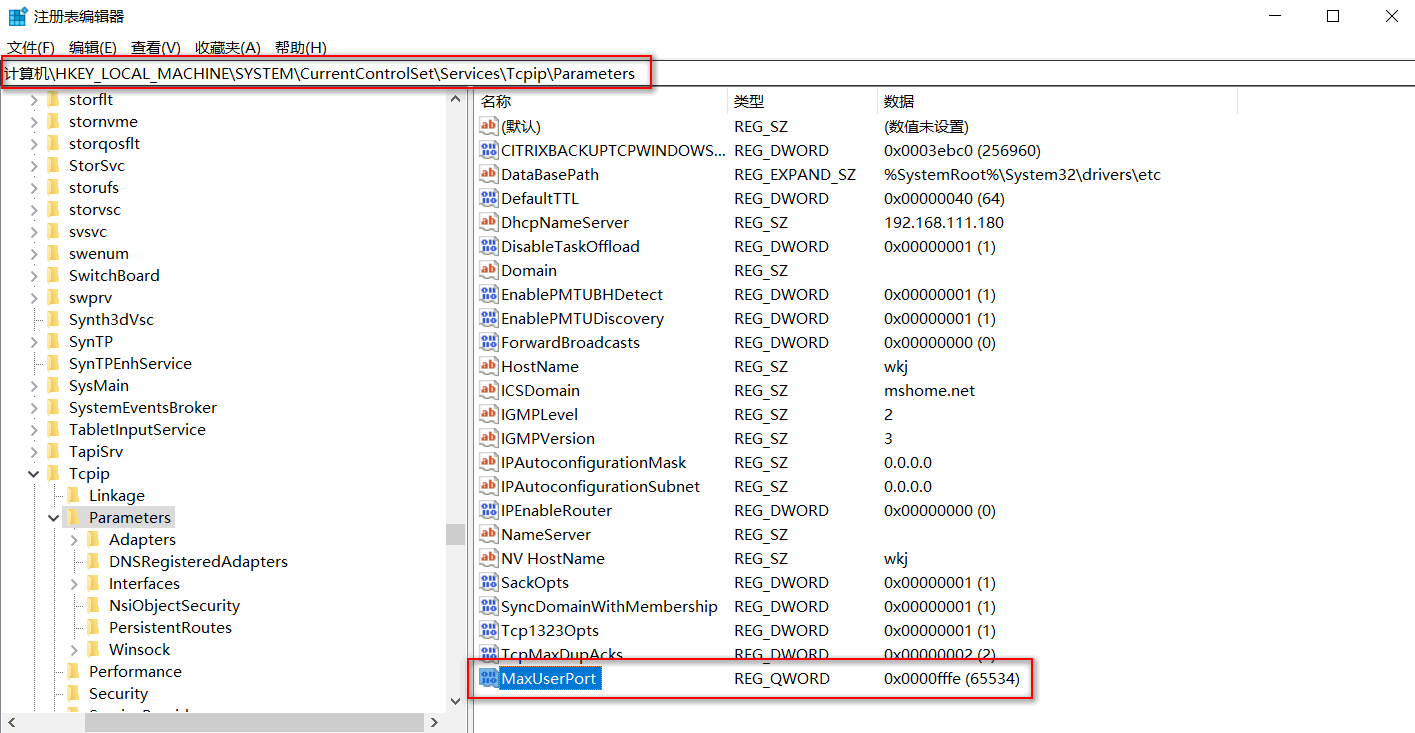 注册表编辑器
文件(F) 编辑(E) 查看(V) 收藏夹(A) 帮助(H)
计算机\HKEY_LOCAL_MACHINE\SYSTEM\CurrentControlSet\Services\Tcpip\Parameters
storflt
stornvme
storqosflt
StorSvc
storufs
storvsc
svsvc
swenum
SwitchBoard
swprv
Synth3dVsc
SynTP
SynTPEnhService
SysMain
SystemEventsBroker
TabletInputService
TapiSrv
Tcpip
Linkage
Parameters
Adapters
DNSRegisteredAdapters
Interfaces
NsiObjectSecurity
PersistentRoutes
Winsock
Performance
Security
名称 类型 数据
(默认) REG_SZ (数值未设置)
CITRIXBACKUPTCPWINDOWS... REG_DWORD 0x0003ebc0 (256960)
DataBasePath REG_EXPAND_SZ %SystemRoot%\System32\drivers\etc
DefaultTTL REG_DWORD 0x00000040 (64)
DhcpNameServer REG_SZ 192.168.111.180
DisableTaskOffload REG_DWORD 0x00000001 (1)
Domain REG_SZ
EnablePMTUBHDetect REG_DWORD 0x00000001 (1)
EnablePMTUDiscovery REG_DWORD 0x00000001 (1)
ForwardBroadcasts REG_DWORD 0x00000000 (0)
HostName REG_SZ wkj
ICSDomain REG_SZ mshome.net
IGMPLevel REG_SZ 2
IGMPVersion REG_SZ 3
IPAutoconfigurationMask REG_SZ 0.0.0.0
IPAutoconfigurationSubnet REG_SZ 0.0.0.0
IPEnableRouter REG_DWORD 0x00000000 (0)
NameServer REG_SZ
NV HostName REG_SZ wkj
SackOpts REG_DWORD 0x00000001 (1)
SyncDomainWithMembership REG_DWORD 0x00000001 (1)
Tcp1323Opts REG_DWORD 0x00000001 (1)
TcpMaxDupAcks REG_DWORD 0x00000002 (2)
MaxUserPort REG_QWORD 0x0000fffe (65534)